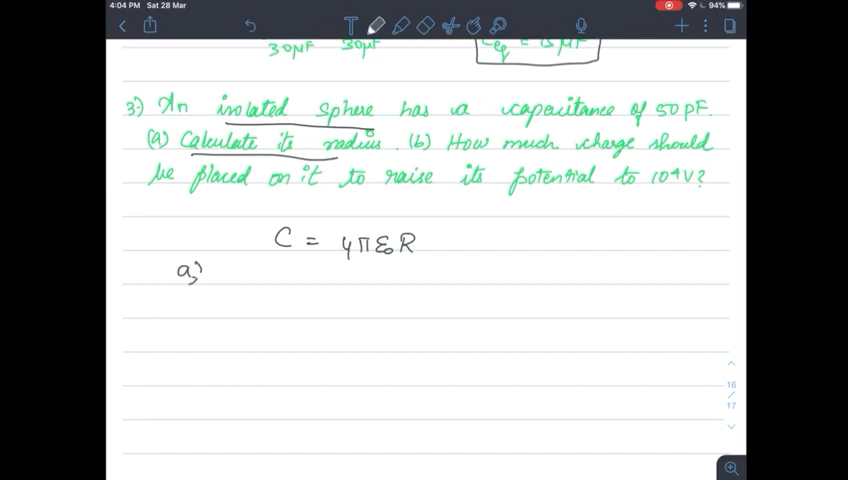 4:04 PM Sat 28 Mar
94%
30μF 30μF
Ceq = 15μF
3.) An isolated sphere has a capacitance of 50 pF.
(a) Calculate its radius. (b) How much charge should
be placed on it to raise its potential to 104V?
C = 4πε₀R
a)
16
/
17